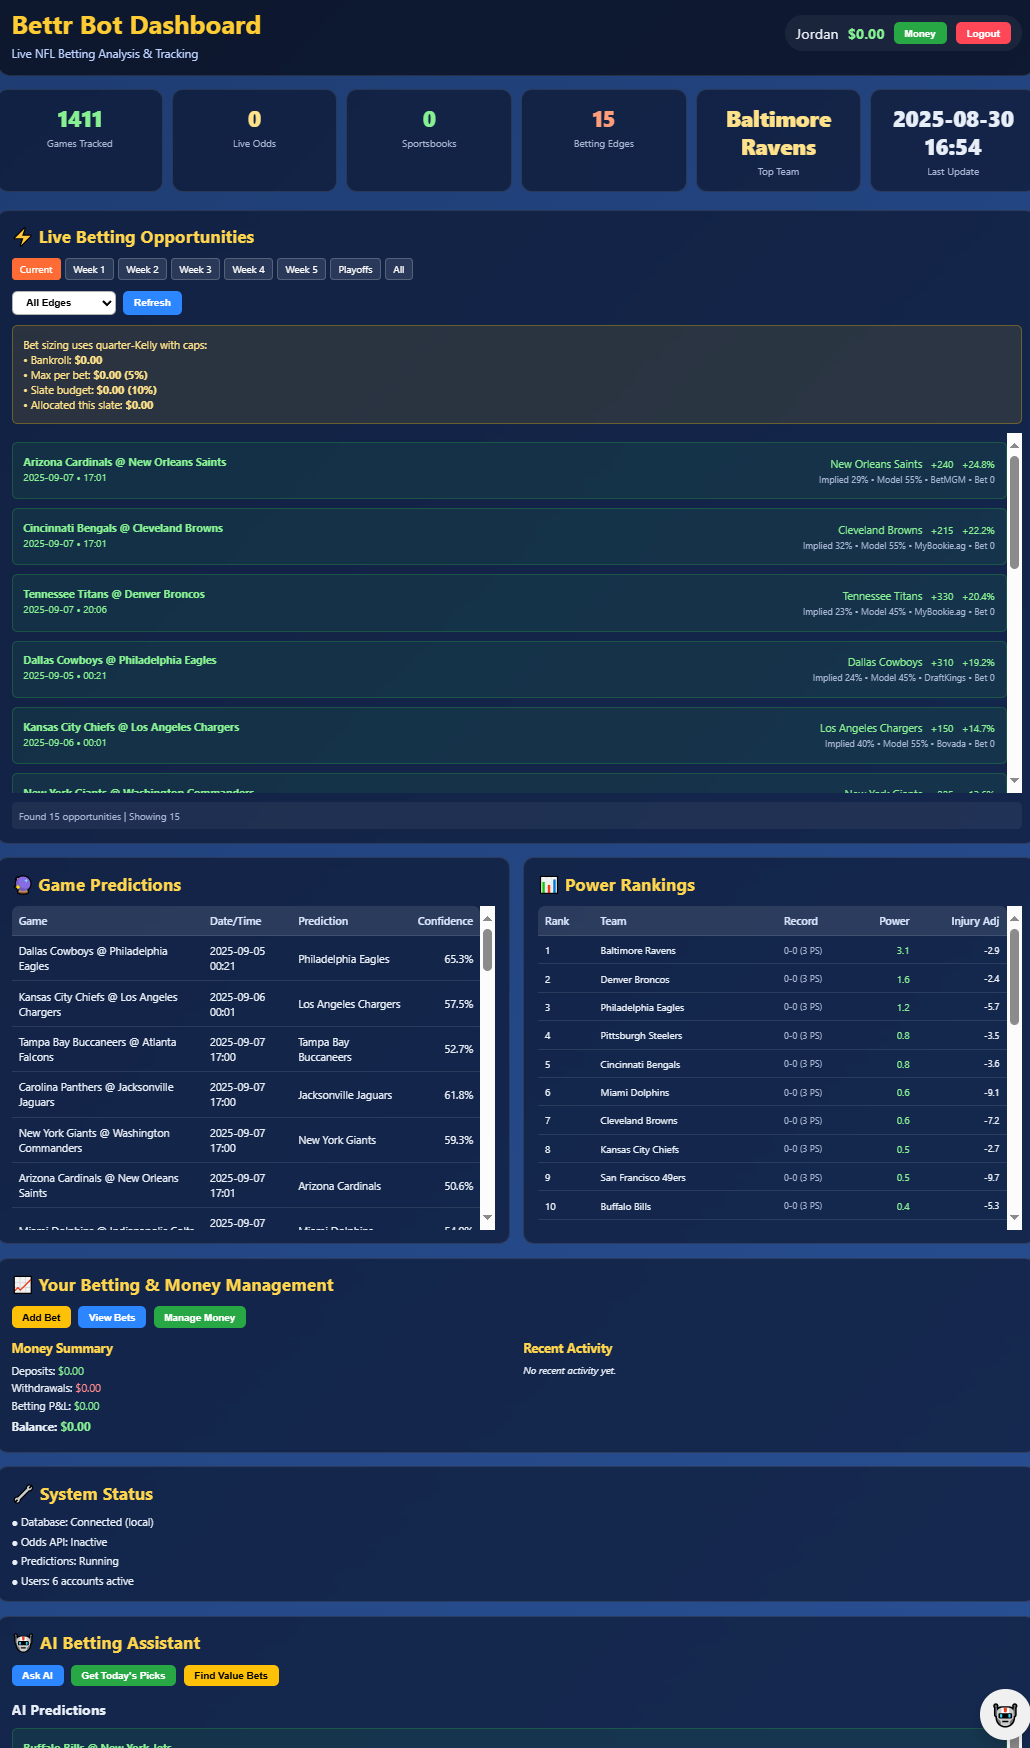 Bettr Bot Dashboard
Live NFL Betting Analysis & Tracking
Jordan $0.00 Money Logout
1411
Games Tracked
0
Live Odds
0
Sportsbooks
15
Betting Edges
Baltimore
Ravens
Top Team
2025-08-30
16:54
Last Update
Live Betting Opportunities
Current Week 1 Week 2 Week 3 Week 4 Week 5 Playoffs All
All Edges Refresh
Bet sizing uses quarter-Kelly with caps:
• Bankroll: $0.00
• Max per bet: $0.00 (5%)
• Slate budget: $0.00 (10%)
• Allocated this slate: $0.00
Arizona Cardinals @ New Orleans Saints
2025-09-07 • 17:01
New Orleans Saints +240 +24.8%
Implied 29% • Model 55% • BetMGM • Bet 0
Cincinnati Bengals @ Cleveland Browns
2025-09-07 • 17:01
Cleveland Browns +215 +22.2%
Implied 32% • Model 55% • MyBookie.ag • Bet 0
Tennessee Titans @ Denver Broncos
2025-09-07 • 20:06
Tennessee Titans +330 +20.4%
Implied 23% • Model 45% • MyBookie.ag • Bet 0
Dallas Cowboys @ Philadelphia Eagles
2025-09-05 • 00:21
Dallas Cowboys +310 +19.2%
Implied 24% • Model 45% • DraftKings • Bet 0
Kansas City Chiefs @ Los Angeles Chargers
2025-09-06 • 00:01
Los Angeles Chargers +150 +14.7%
Implied 40% • Model 55% • Bovada • Bet 0
New York Giants @ Washington Commanders
New York Giants
Found 15 opportunities | Showing 15
Game Predictions
Game Date/Time Prediction Confidence
Dallas Cowboys @ Philadelphia
Eagles
2025-09-05
00:21
Philadelphia Eagles
65.3%
Kansas City Chiefs @ Los Angeles
Chargers
2025-09-06
00:01
Los Angeles Chargers
57.5%
Tampa Bay Buccaneers @ Atlanta
Falcons
2025-09-07
17:00
Tampa Bay
Buccaneers
52.7%
Carolina Panthers @ Jacksonville
Jaguars
2025-09-07
17:00
Jacksonville Jaguars
61.8%
New York Giants @ Washington
Commanders
2025-09-07
17:00
New York Giants
59.3%
Arizona Cardinals @ New Orleans
Saints
2025-09-07
17:01
Arizona Cardinals
50.6%
Miami Dolphins @ Indianapolis Colts
2025-09-07
Miami Dolphins
Power Rankings
Rank Team Record Power Injury Adj
1 Baltimore Ravens 0-0 (3 PS) 3.1 -2.9
2 Denver Broncos 0-0 (3 PS) 1.6 -2.4
3 Philadelphia Eagles 0-0 (3 PS) 1.2 -5.7
4 Pittsburgh Steelers 0-0 (3 PS) 0.8 -3.5
5 Cincinnati Bengals 0-0 (3 PS) 0.8 -3.6
6 Miami Dolphins 0-0 (3 PS) 0.6 -9.1
7 Cleveland Browns 0-0 (3 PS) 0.6 -7.2
8 Kansas City Chiefs 0-0 (3 PS) 0.5 -2.7
9 San Francisco 49ers 0-0 (3 PS) 0.5 -9.7
10 Buffalo Bills 0-0 (3 PS) 0.4 -5.3
Your Betting & Money Management
Add Bet View Bets Manage Money
Money Summary
Deposits: $0.00
Withdrawals: $0.00
Betting P&L: $0.00
Balance: $0.00
Recent Activity
No recent activity yet.
System Status
● Database: Connected (local)
● Odds API: Inactive
● Predictions: Running
● Users: 6 accounts active
AI Betting Assistant
Ask AI Get Today's Picks Find Value Bets
AI Predictions
Buffalo Bills @ New York Jets